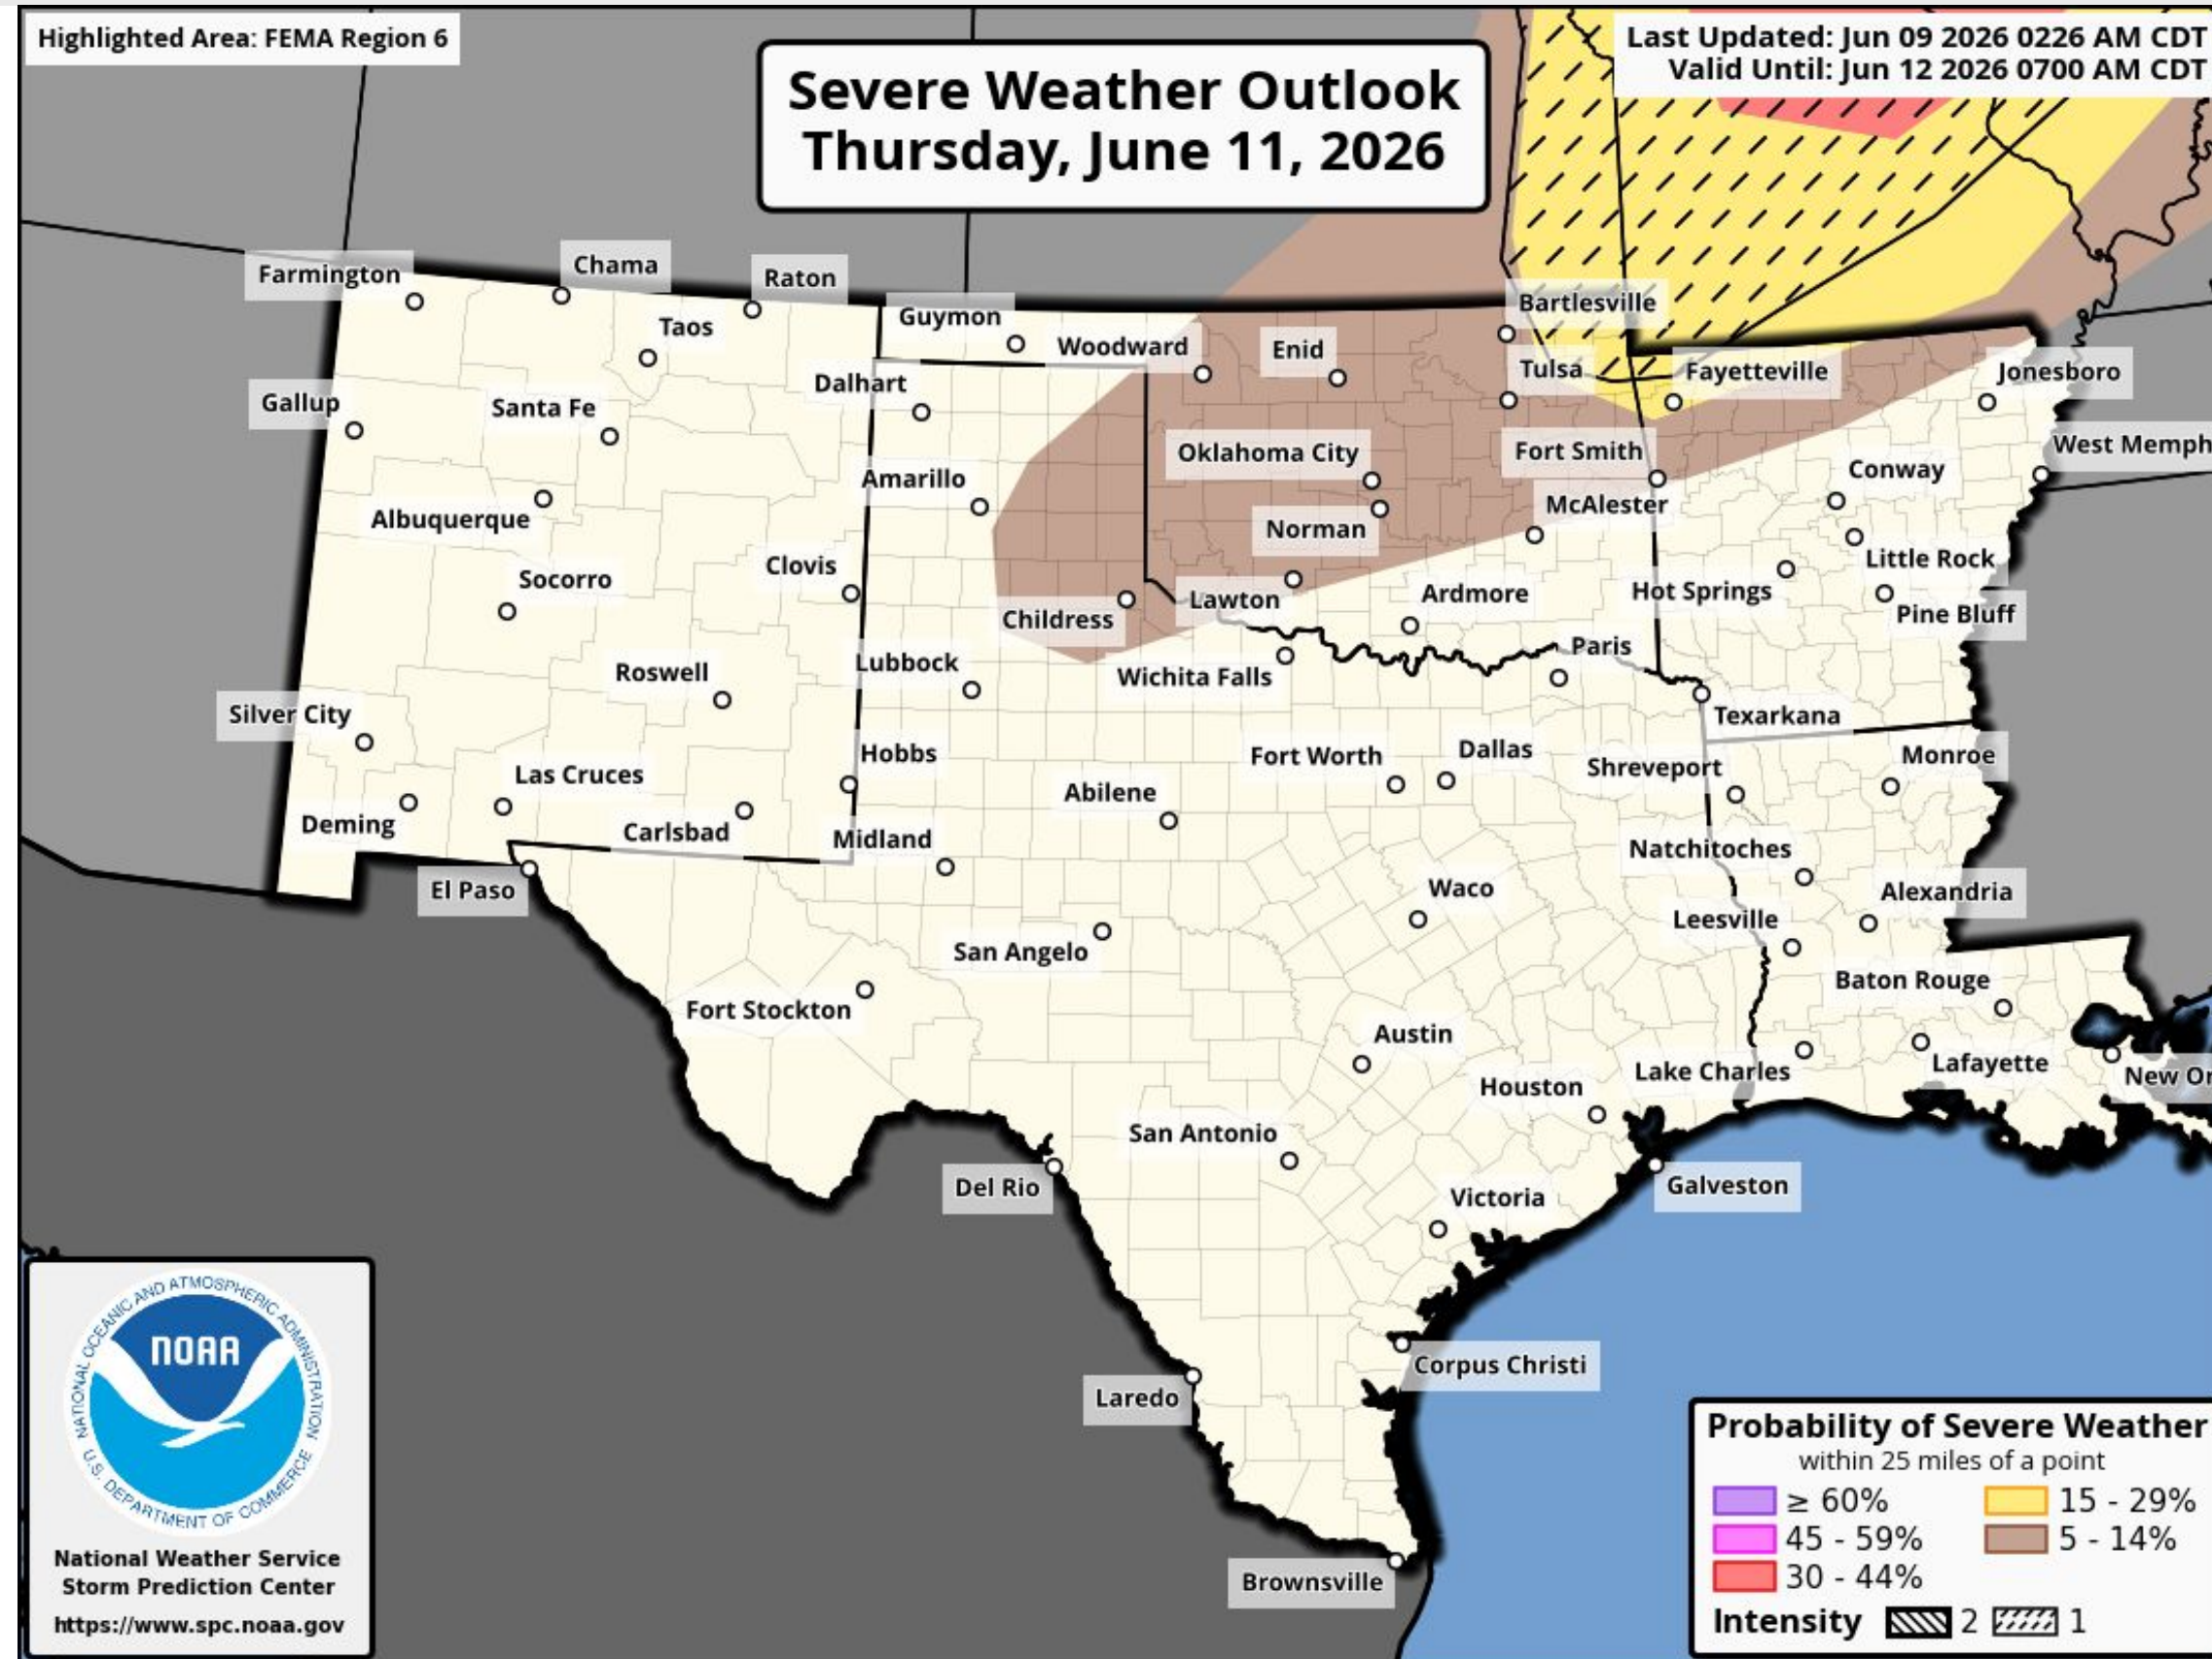 Highlighted Area: FEMA Region 6
Last Updated: Jun 09 2026 0226 AM CDT
Valid Until: Jun 12 2026 0700 AM CDT
Severe Weather Outlook
Thursday, June 11, 2026
Farmington
Chama
Raton
Taos
Guymon
Woodward
Enid
Bartlesville
Tulsa
Fayetteville
Jonesboro
Dalhart
Gallup
Santa Fe
Oklahoma City
Fort Smith
West Memph
Amarillo
Conway
Albuquerque
Norman
McAlester
Clovis
Little Rock
Socorro
Childress
Lawton
Ardmore
Hot Springs
Pine Bluff
Roswell
Lubbock
Wichita Falls
Paris
Silver City
Texarkana
Hobbs
Fort Worth
Dallas
Shreveport
Monroe
Las Cruces
Abilene
Deming
Carlsbad
Midland
Natchitoches
El Paso
Waco
Alexandria
Leesville
San Angelo
Baton Rouge
Fort Stockton
Austin
Lake Charles
Lafayette
New Or
Houston
San Antonio
Del Rio
Victoria
Galveston
Corpus Christi
Laredo
Brownsville
NATIONAL OCEANIC AND ATMOSPHERIC ADMINISTRATION
NOAA
U.S. DEPARTMENT OF COMMERCE
National Weather Service
Storm Prediction Center
https://www.spc.noaa.gov
Probability of Severe Weather
within 25 miles of a point
≥ 60% 15 - 29%
45 - 59% 5 - 14%
30 - 44%
Intensity 2 1